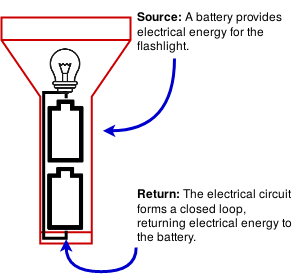 Source: A battery provides
electrical energy for the
flashlight.
Return: The electrical circuit
forms a closed loop,
returning electrical energy to
the battery.